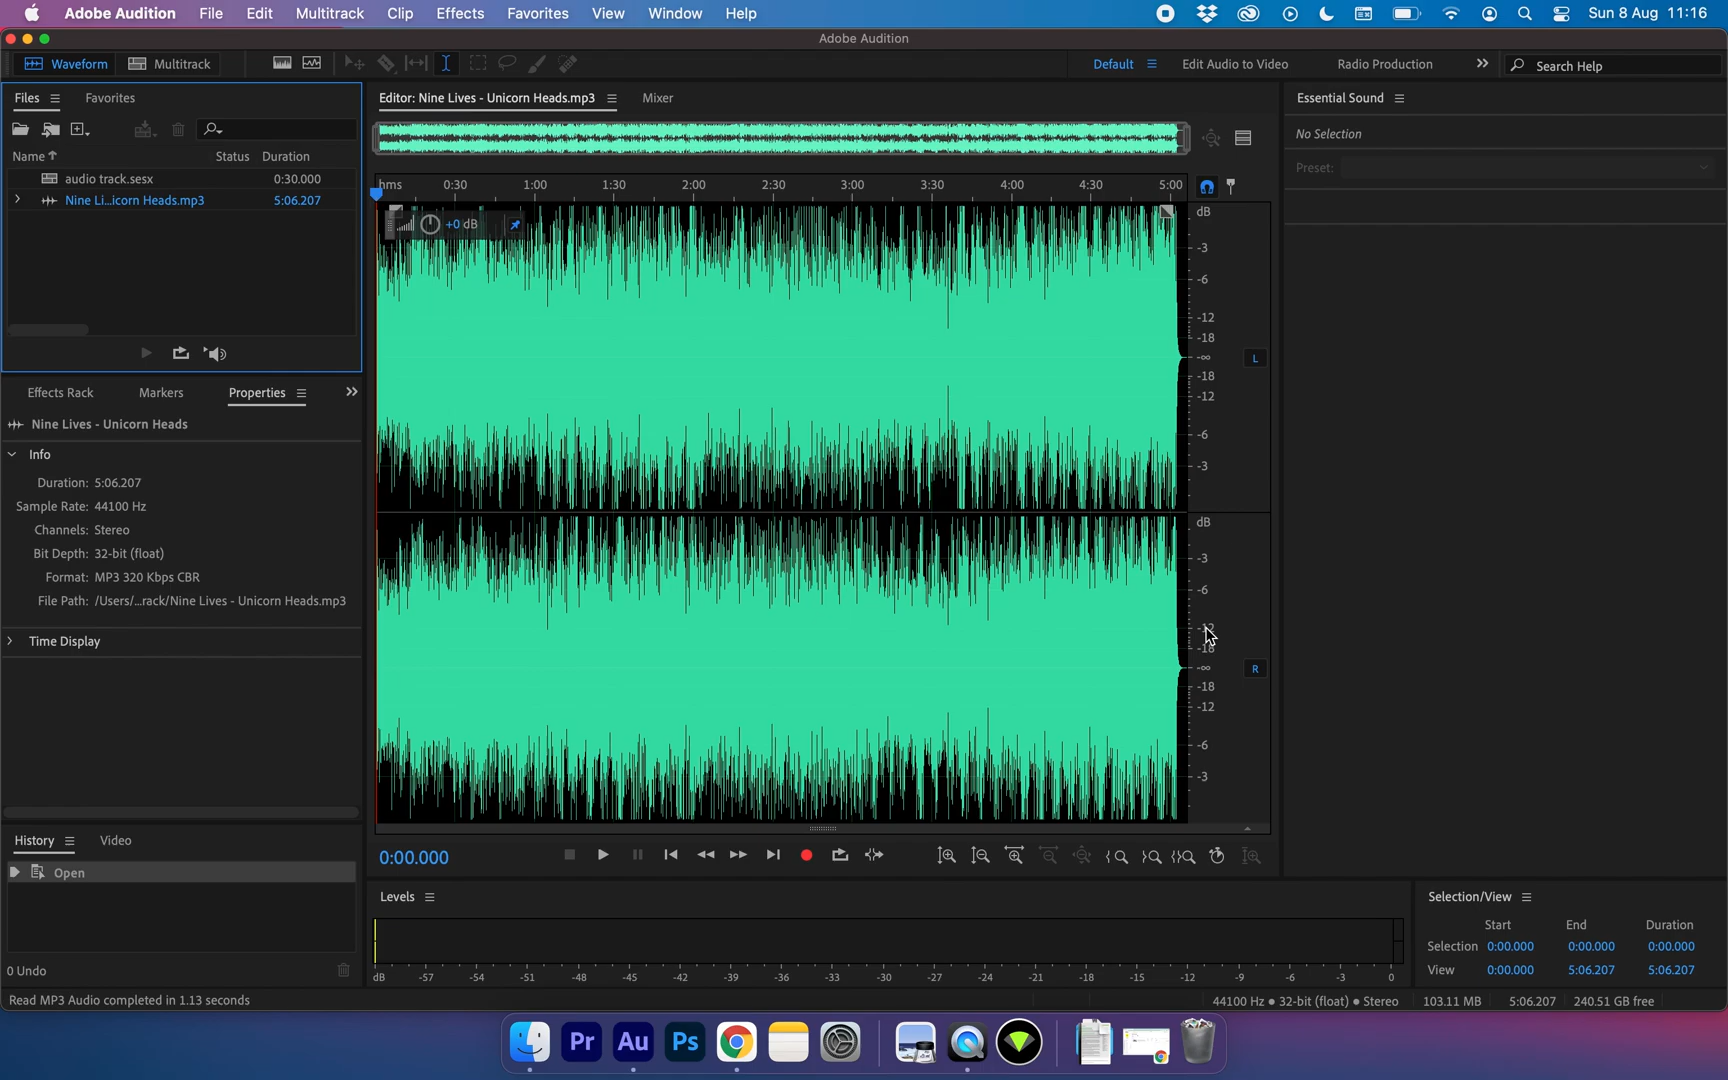 Adobe Audition File Edit Multitrack Clip Effects Favorites View Window Help Sun 8 Aug 11:16
Adobe Audition
Waveform Multitrack Default Edit Audio to Video Radio Production Search Help
Files Favorites
Name Status Duration
audio track.sesx 0:30.000
Nine Li...icorn Heads.mp3 5:06.207
Effects Rack Markers Properties
Nine Lives - Unicorn Heads
Info
Duration: 5:06.207
Sample Rate: 44100 Hz
Channels: Stereo
Bit Depth: 32-bit (float)
Format: MP3 320 Kbps CBR
File Path: /Users/...rack/Nine Lives - Unicorn Heads.mp3
Time Display
History Video
Open
0 Undo
Read MP3 Audio completed in 1.13 seconds
Editor: Nine Lives - Unicorn Heads.mp3 Mixer
hms 0:30 1:00 1:30 2:00 2:30 3:00 3:30 4:00 4:30 5:00
+0 dB
dB
-3
-6
-12
-18
-∞
-18
-12
-6
-3
L
dB
-3
-6
-12
-18
-∞
-18
-12
-6
-3
R
0:00.000
Levels
dB -57 -54 -51 -48 -45 -42 -39 -36 -33 -30 -27 -24 -21 -18 -15 -12 -9 -6 -3 0
Essential Sound
No Selection
Preset:
Selection/View
Start End Duration
Selection 0:00.000 0:00.000 0:00.000
View 0:00.000 5:06.207 5:06.207
44100 Hz ● 32-bit (float) ● Stereo 103.11 MB 5:06.207 240.51 GB free
Pr Au Ps